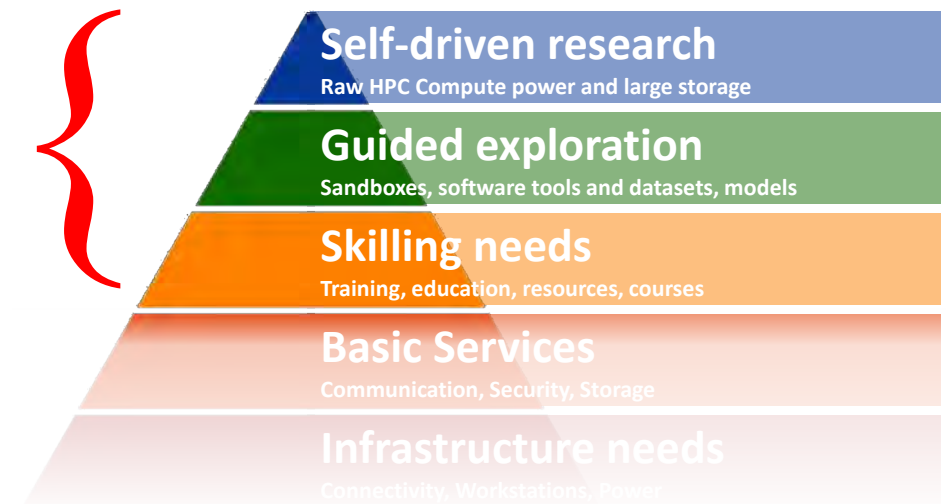 Self-driven research
Raw HPC Compute power and large storage
Guided exploration
Sandboxes, software tools and datasets, models
Skilling needs
Training, education, resources, courses
Basic Services
Communication, Security, Storage
Infrastructure needs
Connectivity, Workstations, Power